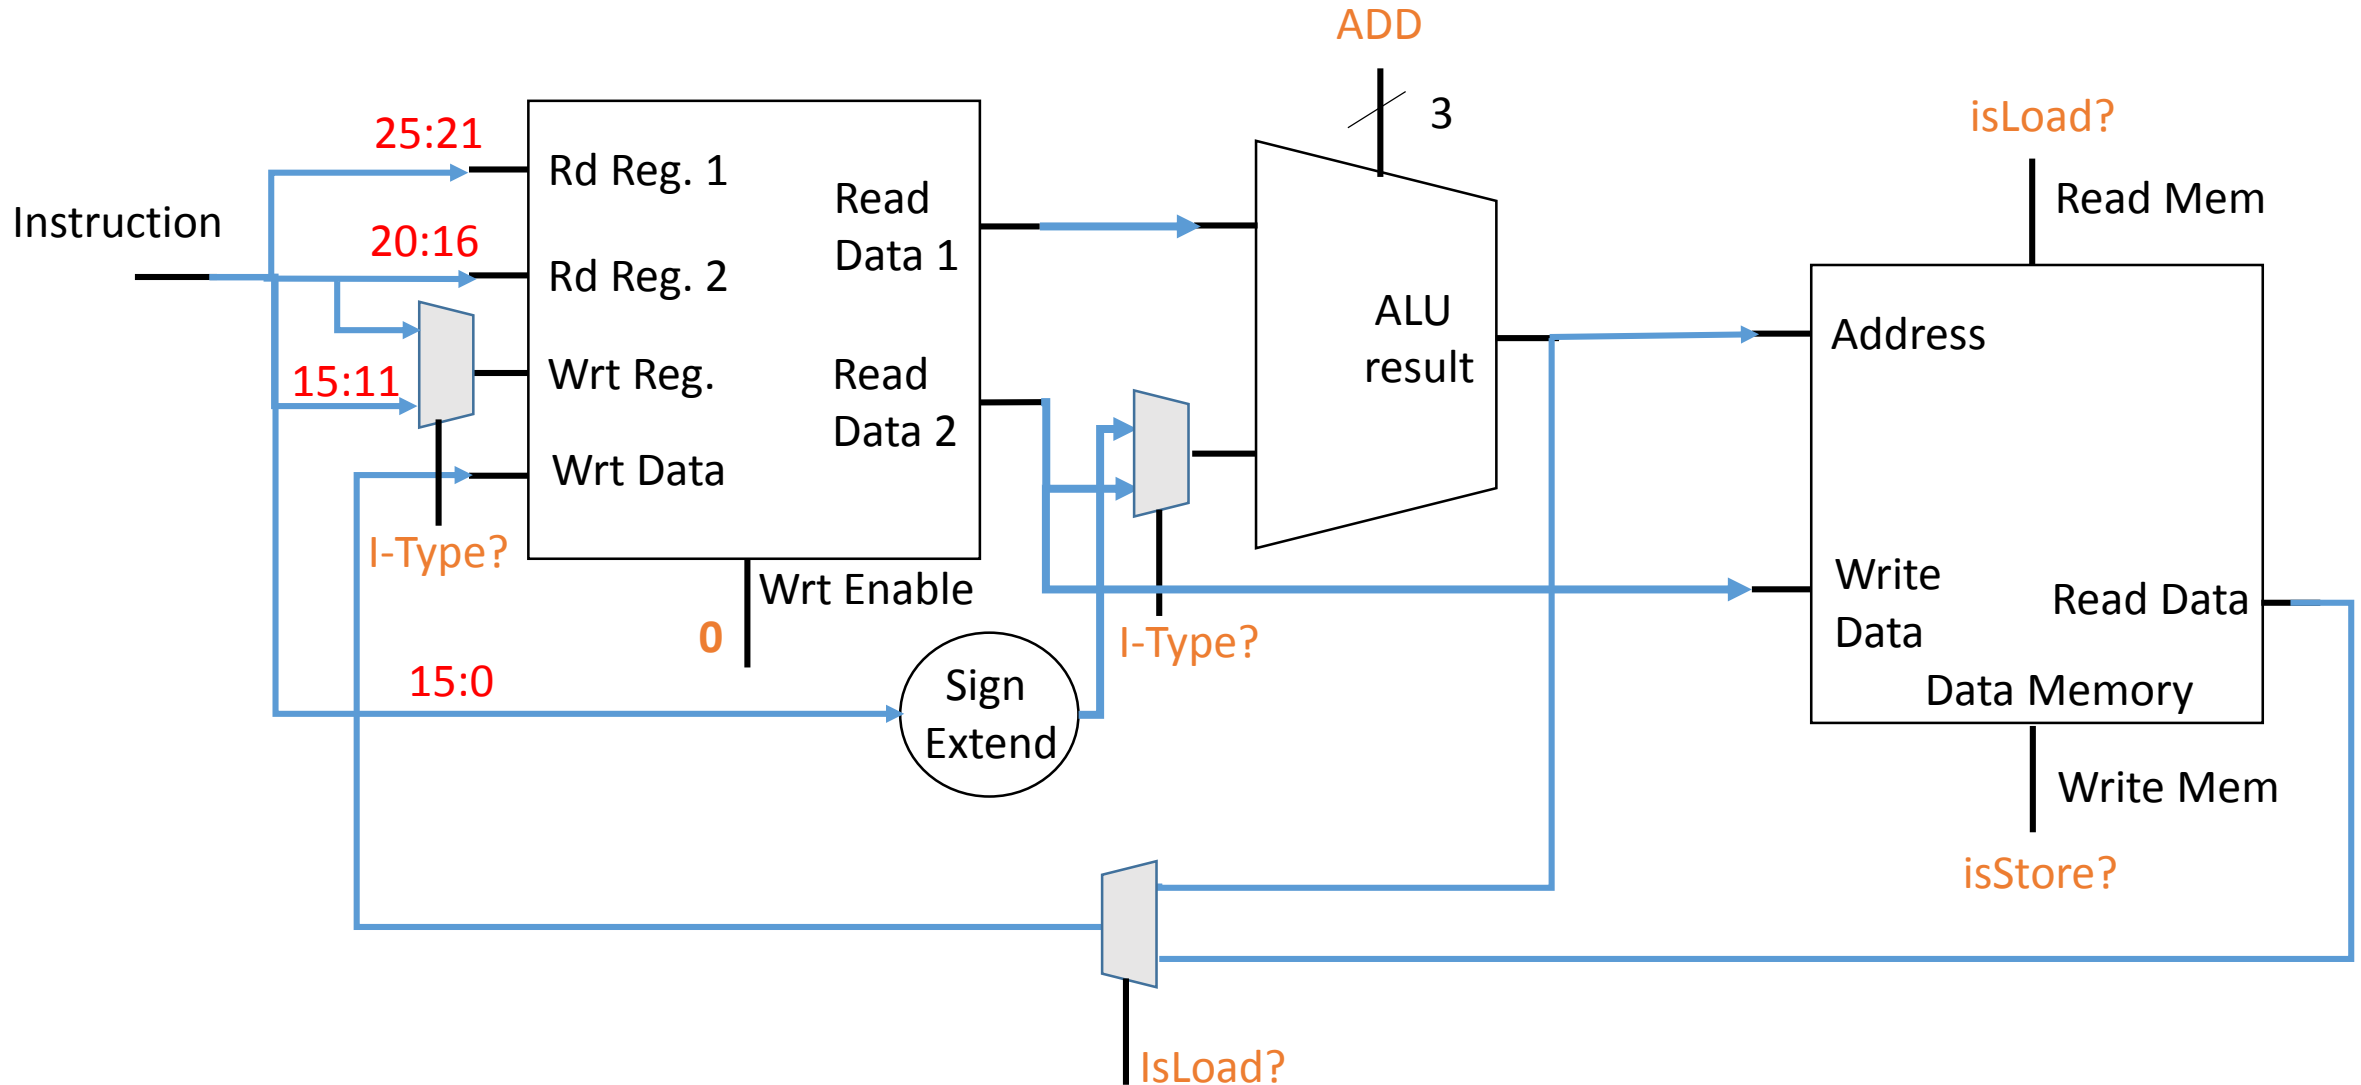 ADD
3
isLoad?
Read Mem
25:21
Rd Reg. 1
Read
Data 1
Instruction
20:16
Rd Reg. 2
ALU
result
Address
15:11
Wrt Reg.
Read
Data 2
Wrt Data
I-Type?
Wrt Enable
0
I-Type?
Write
Data
Read Data
15:0
Sign
Extend
Data Memory
Write Mem
isStore?
IsLoad?